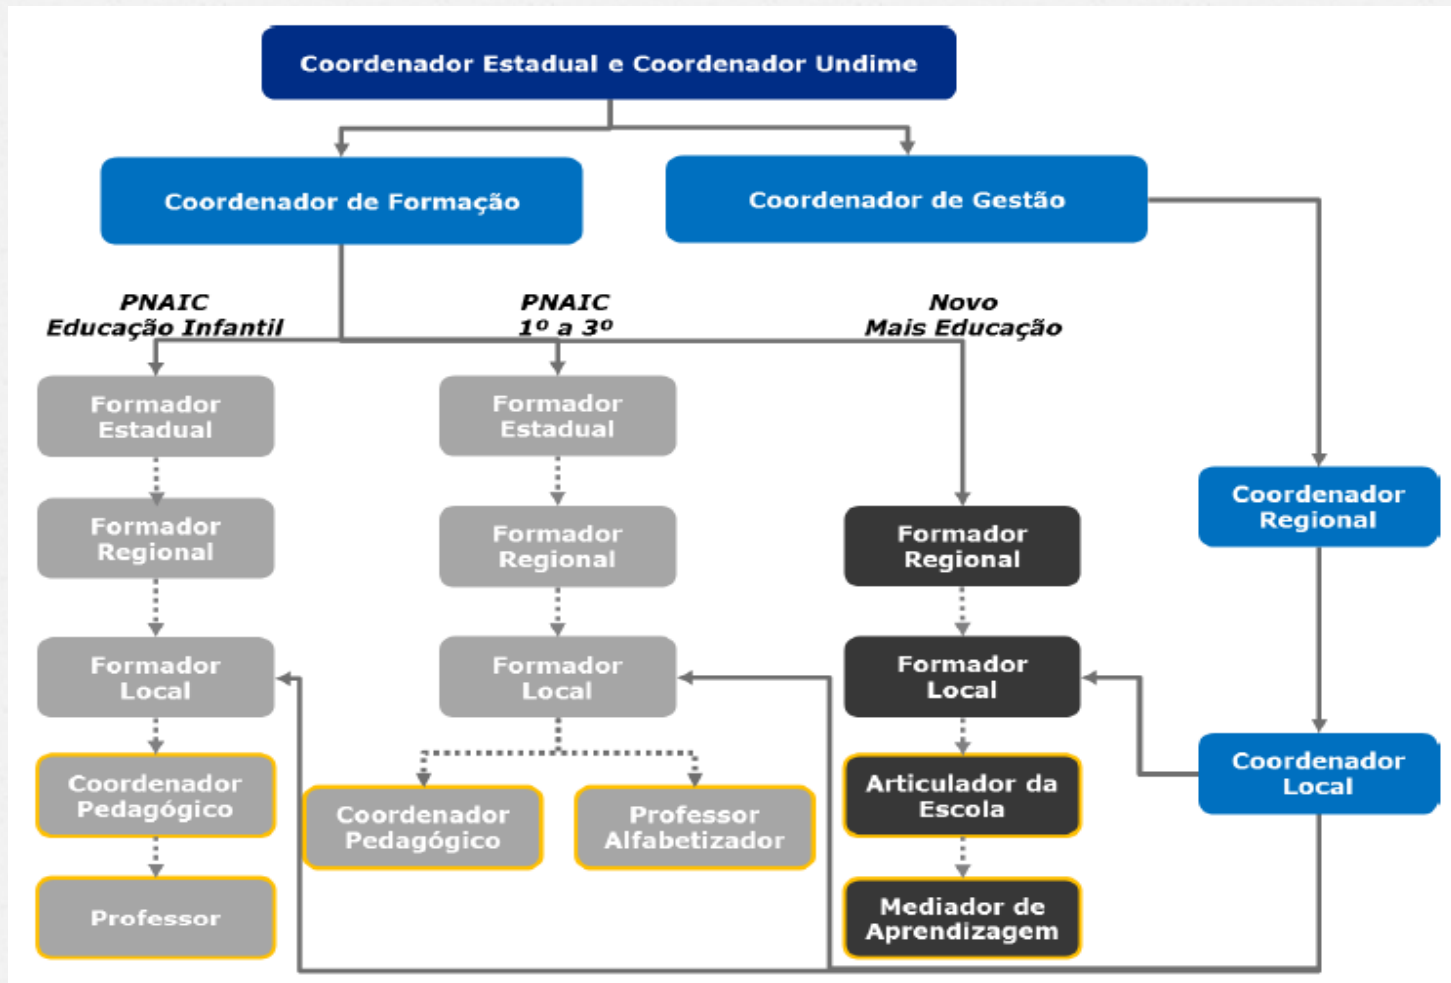 Coordenador Estadual e Coordenador Undime
Coordenador de Formação
Coordenador de Gestão
PNAIC
Educação Infantil
PNAIC
1º a 3º
Novo
Mais Educação
Formador
Estadual
Formador
Estadual
Coordenador
Regional
Formador
Regional
Formador
Regional
Formador
Regional
Formador
Local
Formador
Local
Formador
Local
Coordenador
Local
Coordenador
Pedagógico
Coordenador
Pedagógico
Professor
Alfabetizador
Articulador da
Escola
Professor
Mediador de
Aprendizagem